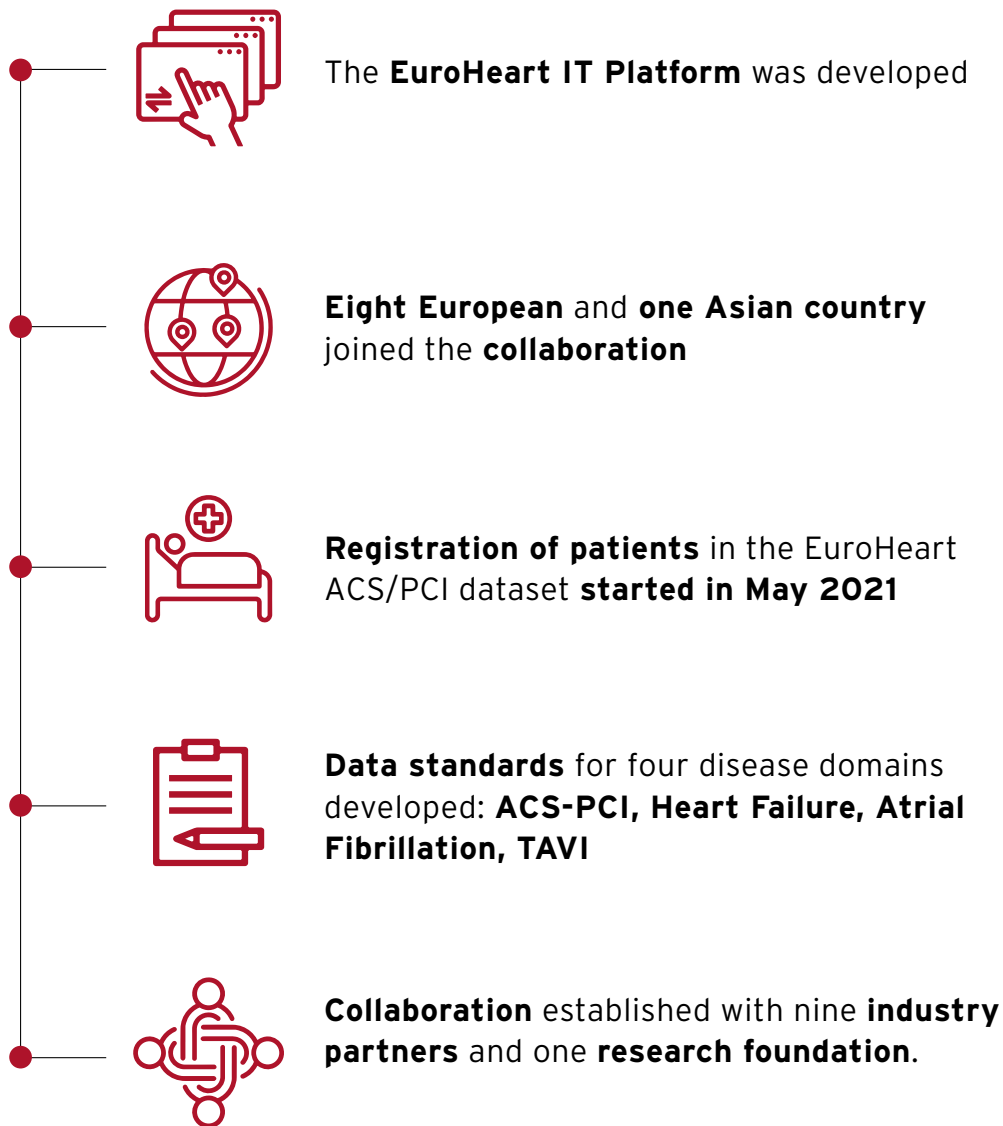 The EuroHeart IT Platform was developed
Eight European and one Asian country
joined the collaboration
Registration of patients in the EuroHeart
ACS/PCI dataset started in May 2021
Data standards for four disease domains
developed: ACS-PCI, Heart Failure, Atrial
Fibrillation, TAVI
Collaboration established with nine industry
partners and one research foundation.